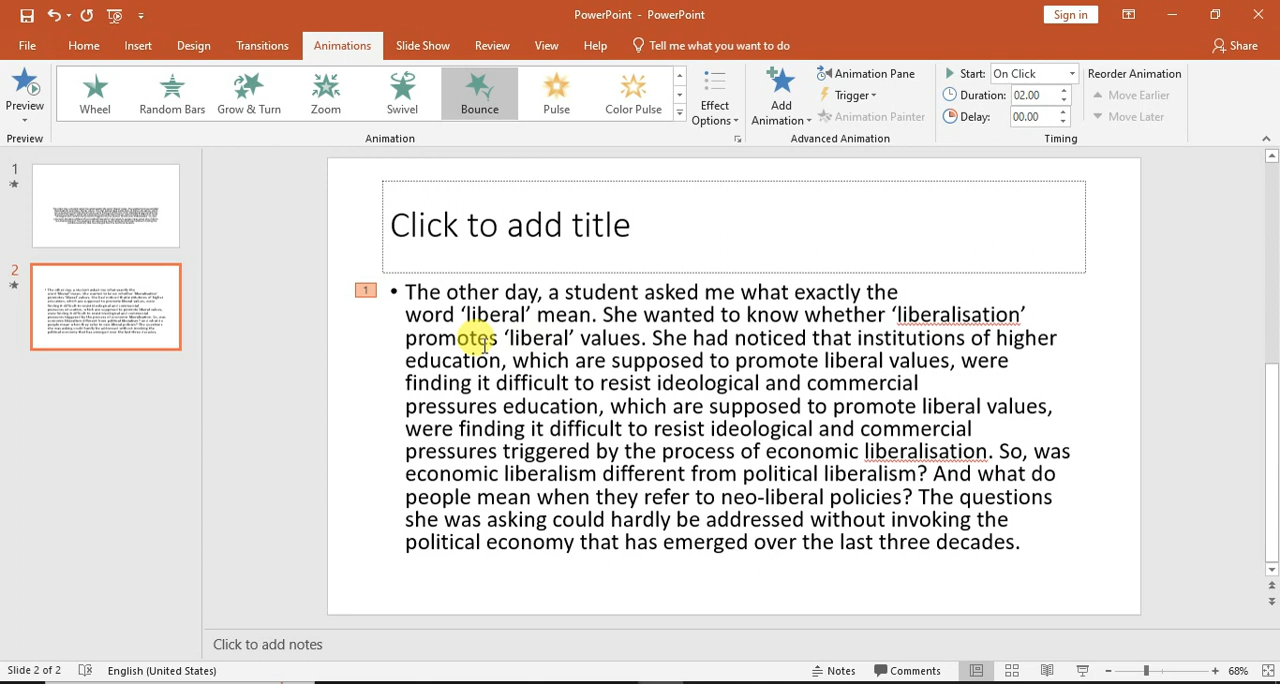 PowerPoint - PowerPoint
Sign in
File Home Insert Design Transitions Animations Slide Show Review View Help Tell me what you want to do Share
Preview
Wheel Random Bars Grow & Turn Zoom Swivel Bounce Pulse Color Pulse
Effect Options
Add Animation
Animation Pane
Trigger
Animation Painter
Start: On Click
Duration: 02.00
Delay: 00.00
Reorder Animation
Move Earlier
Move Later
Preview Animation Advanced Animation Timing
1
2
Click to add title
1
• The other day, a student asked me what exactly the
word ‘liberal’ mean. She wanted to know whether ‘liberalisation’
promotes ‘liberal’ values. She had noticed that institutions of higher
education, which are supposed to promote liberal values, were
finding it difficult to resist ideological and commercial
pressures education, which are supposed to promote liberal values,
were finding it difficult to resist ideological and commercial
pressures triggered by the process of economic liberalisation. So, was
economic liberalism different from political liberalism? And what do
people mean when they refer to neo-liberal policies? The questions
she was asking could hardly be addressed without invoking the
political economy that has emerged over the last three decades.
Click to add notes
Slide 2 of 2 English (United States) Notes Comments 68%